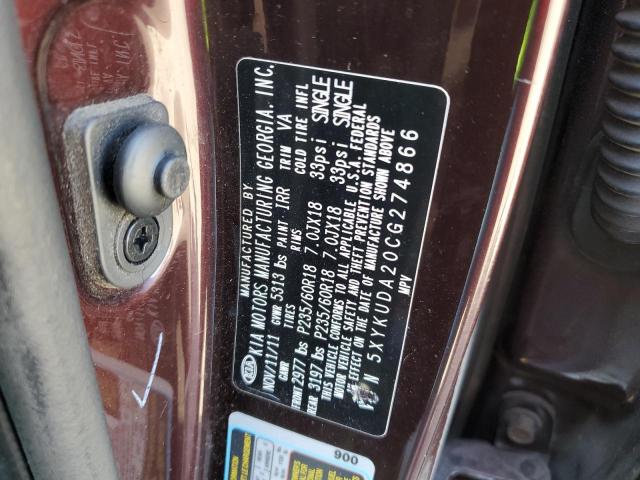 MANUFACTURED BY
KIA KIA MOTORS MANUFACTURING GEORGIA, INC.
NOV/11/11 GVWR 5313 lbs PAINT IRR TRIM VA
GAWR TIRES RIMS COLD TIRE INFL
FRONT 2977 lbs P235/60R18 7.0JX18 33psi SINGLE
REAR 3197 lbs P235/60R18 7.0JX18 33psi SINGLE
THIS VEHICLE CONFORMS TO ALL APPLICABLE U.S.A. FEDERAL
MOTOR VEHICLE SAFETY AND THEFT PREVENTION STANDARDS
IN EFFECT ON THE DATE OF MANUFACTURE SHOWN ABOVE
N 5XYKUDA20CG274866
MPV
900